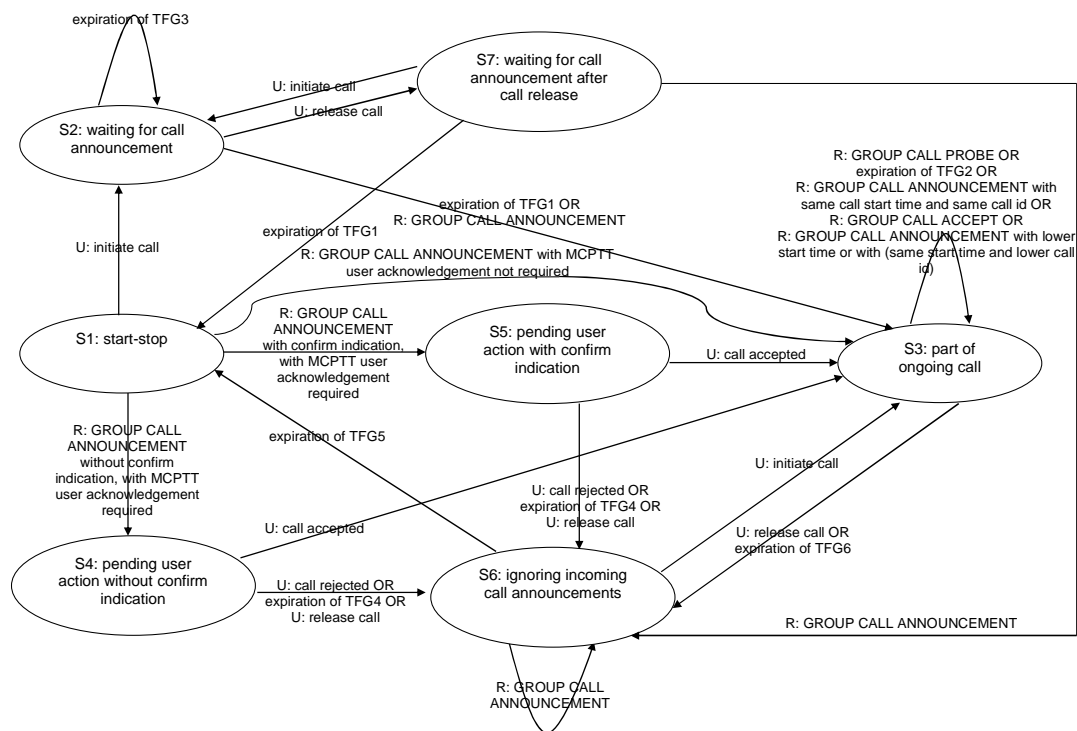 expiration of TFG3
S7: waiting for call
announcement after
call release
U: initiate call
U: release call
S2: waiting for call
announcement
R: GROUP CALL PROBE OR
expiration of TFG2 OR
R: GROUP CALL ANNOUNCEMENT with
same call start time and same call id OR
R: GROUP CALL ACCEPT OR
R: GROUP CALL ANNOUNCEMENT with lower
start time or with (same start time and lower call
id)
expiration of TFG1 OR
R: GROUP CALL ANNOUNCEMENT
expiration of TFG1
U: initiate call
R: GROUP CALL ANNOUNCEMENT with MCPTT
user acknowledgement not required
S1: start-stop
R: GROUP CALL
ANNOUNCEMENT
with confirm indication,
with MCPTT user
acknowledgement
required
S5: pending user
action with confirm
indication
U: call accepted
S3: part of
ongoing call
R: GROUP CALL
ANNOUNCEMENT
without confirm
indication, with MCPTT
user acknowledgement
required
expiration of TFG5
U: initiate call
U: call rejected OR
expiration of TFG4 OR
U: release call
U: call accepted
U: release call OR
expiration of TFG6
S4: pending user
action without confirm
indication
U: call rejected OR
expiration of TFG4 OR
U: release call
S6: ignoring incoming
call announcements
R: GROUP CALL ANNOUNCEMENT
R: GROUP CALL
ANNOUNCEMENT